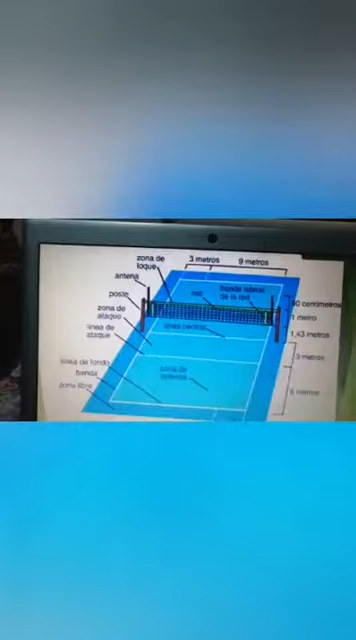 zona de
toque
3 metros
9 metros
antena
banda lateral
de la red
red
poste
80 centímetros
1 metro
zona de
ataque
línea central
línea de
ataque
1,43 metros
3 metros
línea de fondo
zona de
defensa
banda
zona libre
6 metros